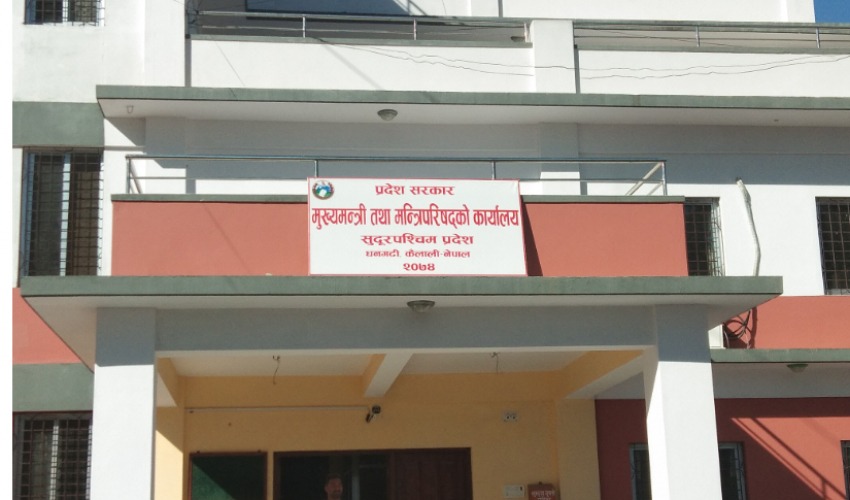 प्रदेश सरकार
मुख्यमन्त्री तथा मन्त्रिपरिषद्को कार्यालय
सुदूरपश्चिम प्रदेश
धनगढी, कैलाली-नेपाल
२०७४